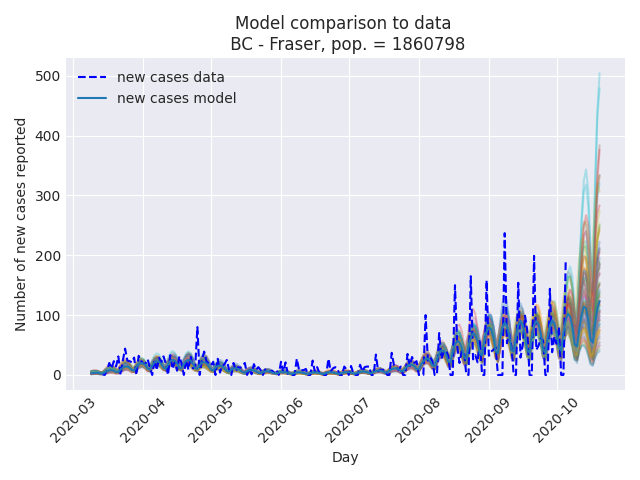 Model comparison to data
BC - Fraser, pop. = 1860798
new cases data
new cases model
Number of new cases reported
500
400
300
200
100
0
2020-03
2020-04
2020-05
2020-06
2020-07
2020-08
2020-09
2020-10
Day